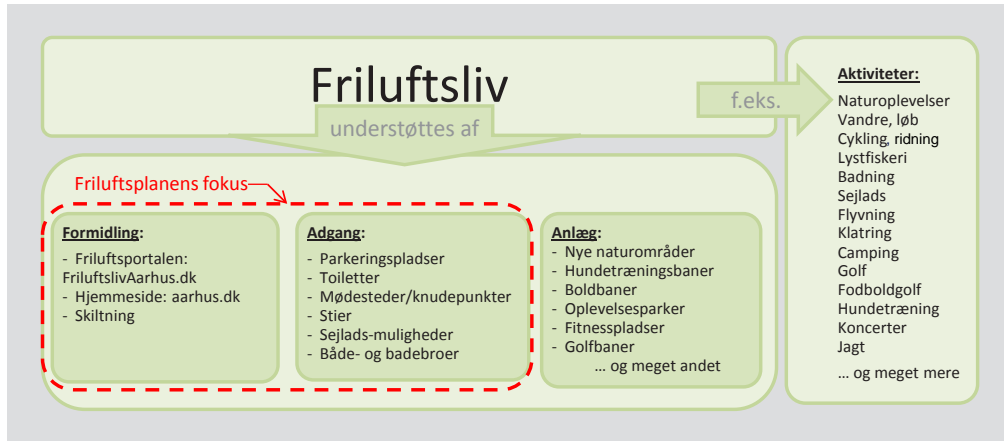 Friluftsliv
understøttes af
f.eks.
Friluftsplanens fokus
Formidling:
- Friluftsportalen:
FriluftslivAarhus.dk
- Hjemmeside: aarhus.dk
- Skiltning
Adgang:
- Parkeringspladser
- Toiletter
- Mødesteder/knudepunkter
- Stier
- Sejlads-muligheder
- Både- og badebroer
Anlæg:
- Nye naturområder
- Hundetræningsbaner
- Boldbaner
- Oplevelsesparker
- Fitnesspladser
- Golfbaner
... og meget andet
Aktiviteter:
Naturoplevelser
Vandre, løb
Cykling, ridning
Lystfiskeri
Badning
Sejlads
Flyvning
Klatring
Camping
Golf
Fodboldgolf
Hundetræning
Koncerter
Jagt
... og meget mere